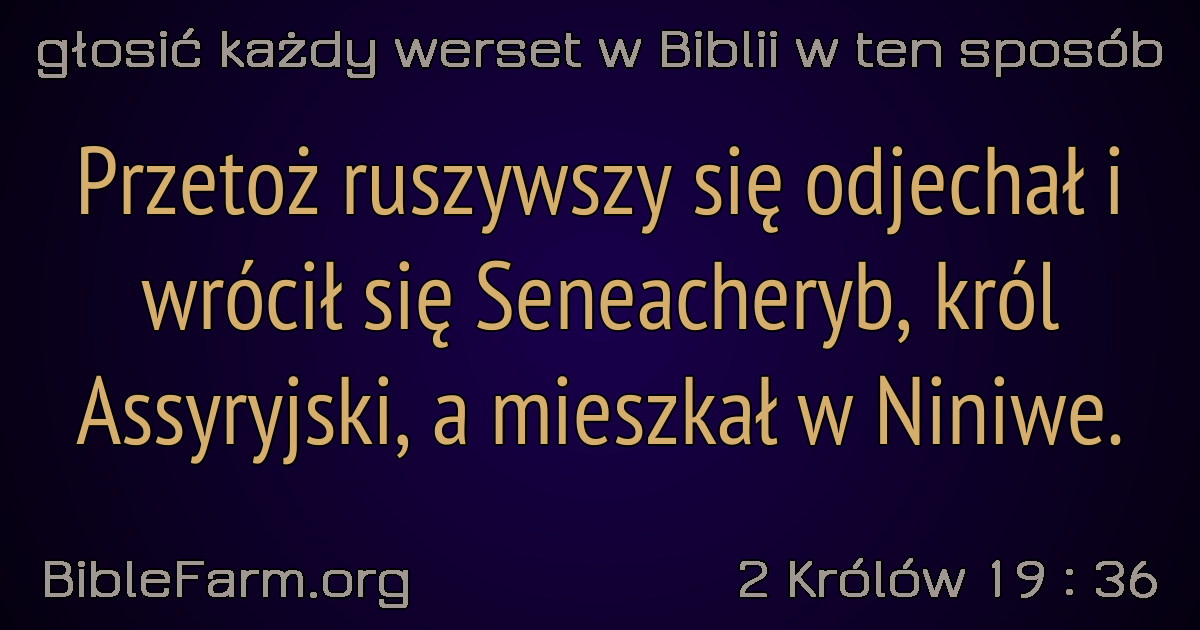 głosić każdy werset w Biblii w ten sposób
Przetoż ruszywszy się odjechał i
wrócił się Seneacheryb, król
Assyryjski, a mieszkał w Niniwe.
BibleFarm.org
2 Królów 19 : 36